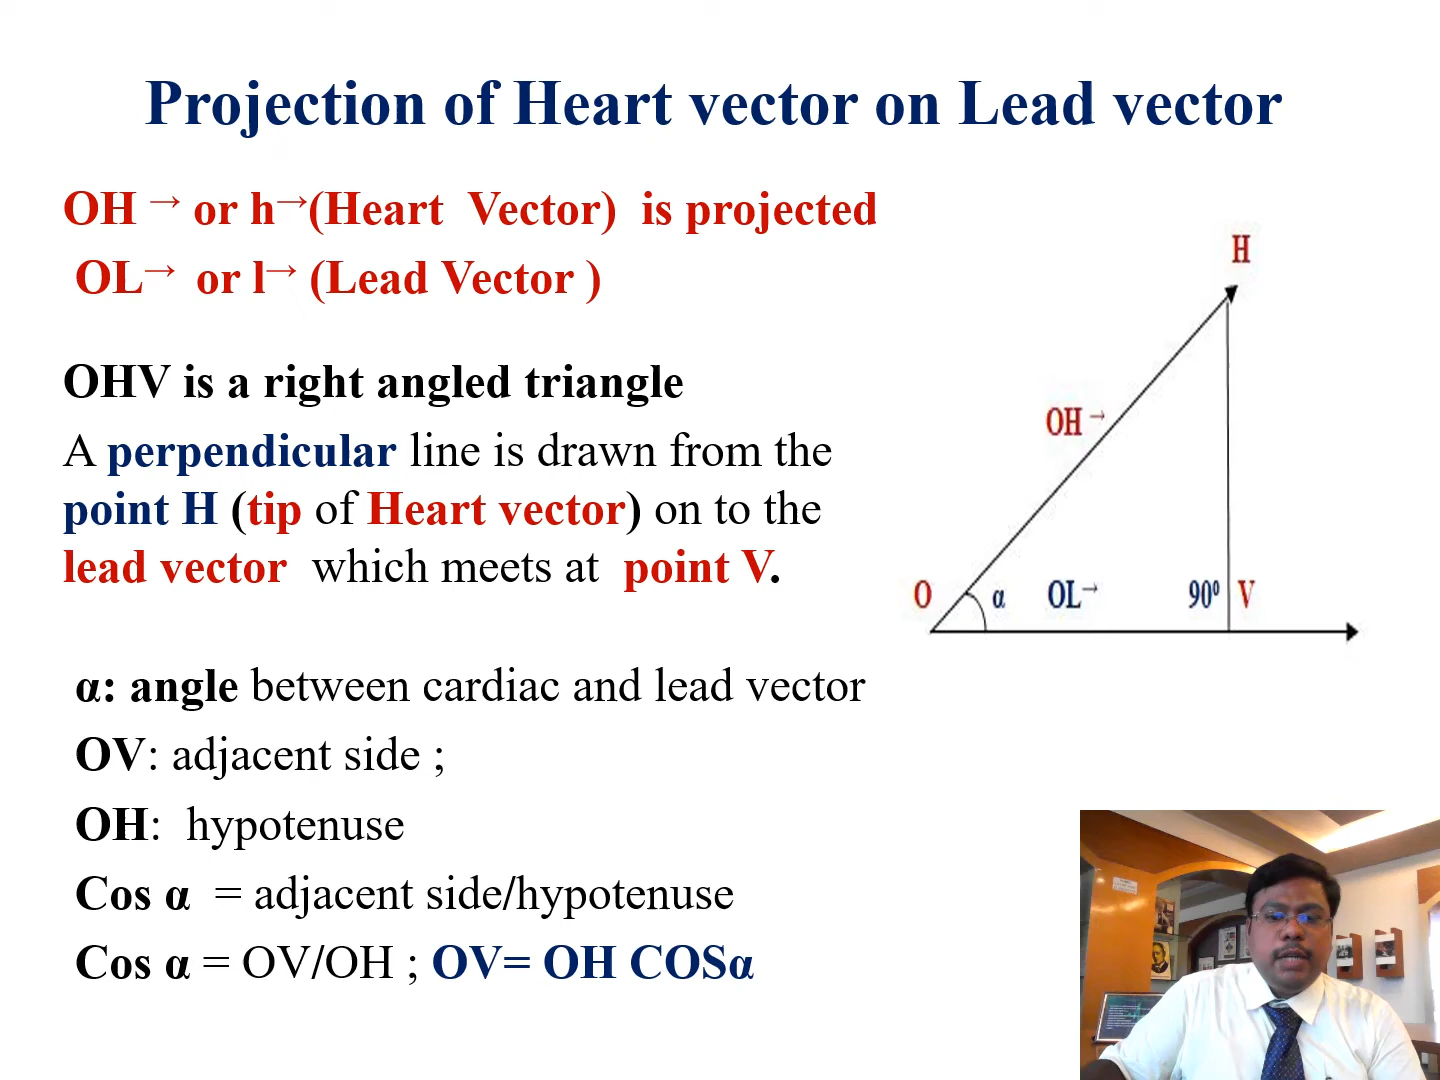 Projection of Heart vector on Lead vector
OH → or h→(Heart Vector) is projected
OL→ or l→ (Lead Vector )
OHV is a right angled triangle
A perpendicular line is drawn from the
point H (tip of Heart vector) on to the
lead vector which meets at point V.
α: angle between cardiac and lead vector
OV: adjacent side ;
OH: hypotenuse
Cos α = adjacent side/hypotenuse
Cos α = OV/OH ; OV= OH COSα
H
OH →
O α OL→ 90⁰ V